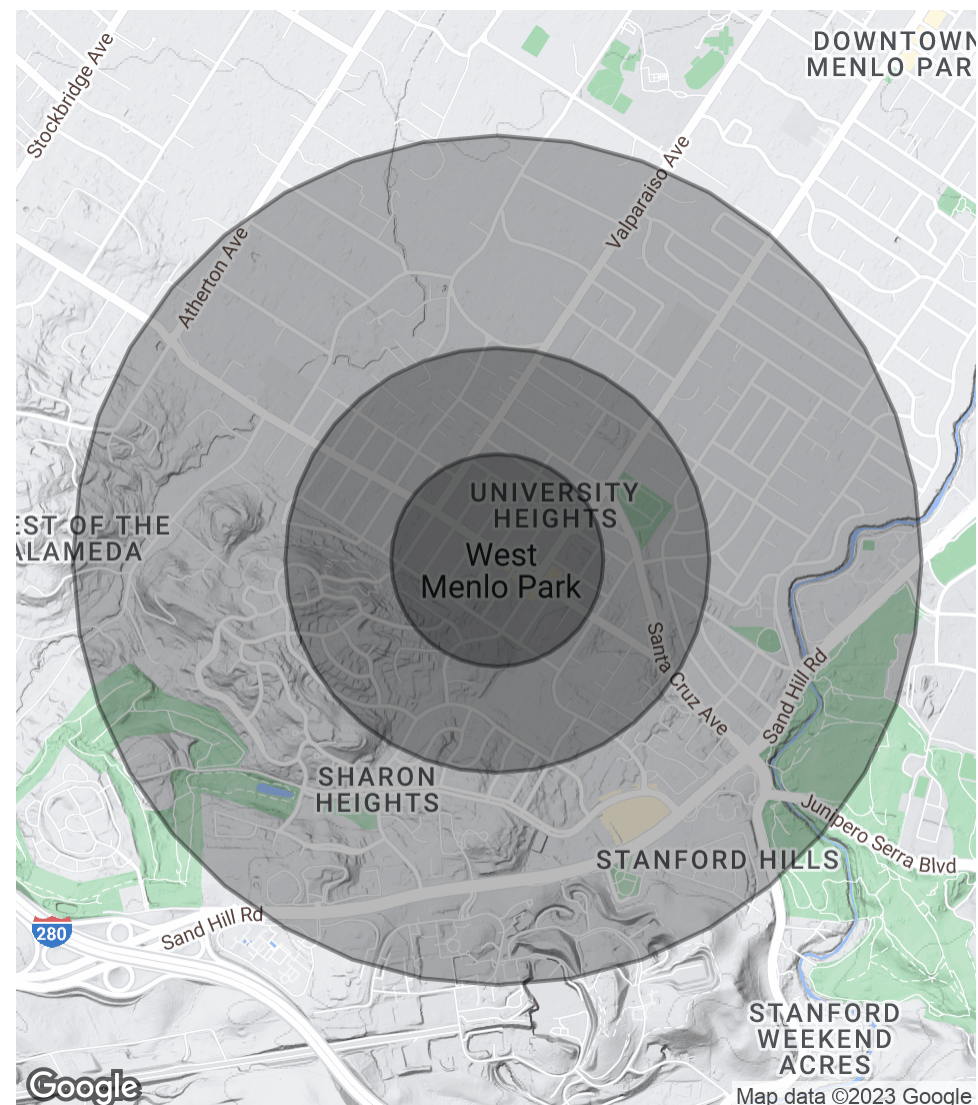 DOWNTOWN
MENLO PAR
Stockbridge Ave
Valparaiso Ave
Atherton Ave
UNIVERSITY
HEIGHTS
EST OF THE
ALAMEDA
West
Menlo Park
Santa Cruz Ave
Sand Hill Rd
SHARON
HEIGHTS
Junipero Serra Blvd
STANFORD HILLS
Sand Hill Rd
280
STANFORD
WEEKEND
ACRES
Google
Map data ©2023 Google